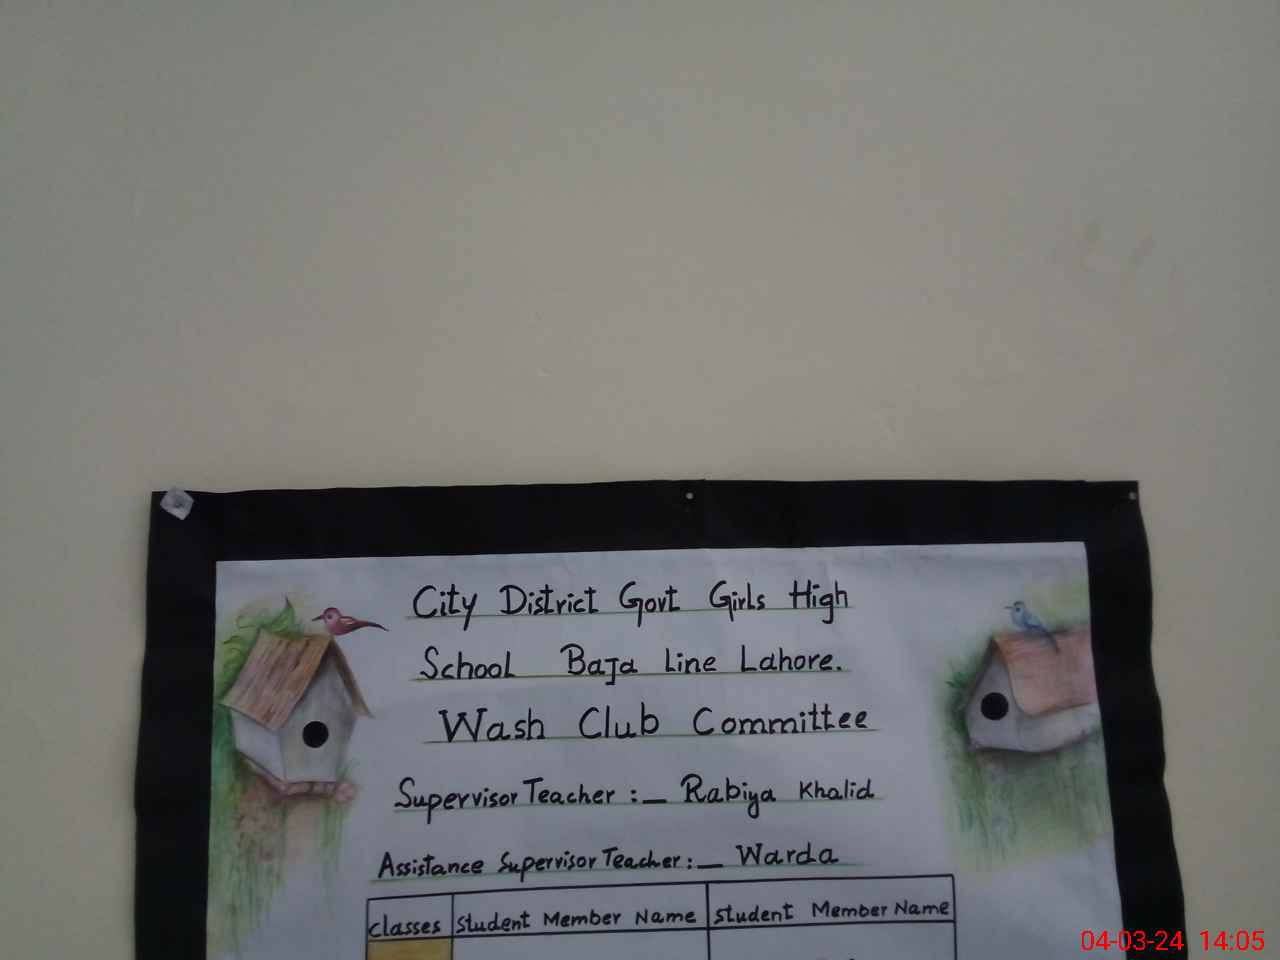 City District Govt Girls High
School Baja line Lahore.
Wash Club Committee
Supervisor Teacher :_ Rabiya Khalid
Assistance Supervisor Teacher :_ Warda
classes student Member Name student Member Name
04-03-24 14:05